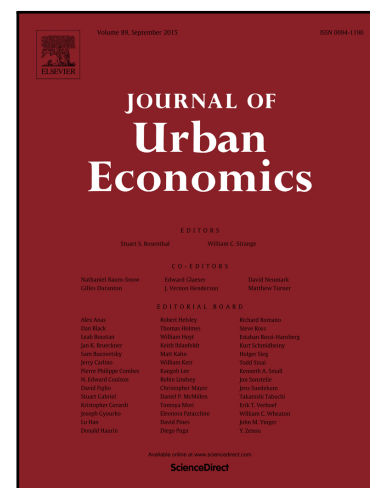 Volume 89, September 2015 ISSN 0094-1190
ELSEVIER
JOURNAL OF
Urban
Economics
EDITORS
Stuart S. Rosenthal William C. Strange
CO-EDITORS
Nathaniel Baum-Snow Edward Glaeser David Neumark
Gilles Duranton J. Vernon Henderson Matthew Turner
EDITORIAL BOARD
Alex Anas Robert Helsley Richard Romano
Dan Black Thomas Holmes Steve Ross
Leah Boustan William Hoyt Estaban Rossi-Hansberg
Jan K. Brueckner Keith Ihlanfeldt Kurt Schmidheiny
Sam Bucovetsky Matt Kahn Holger Sieg
Jerry Carlino William Kerr Todd Sinai
Pierre Philippe Combes Kangoh Lee Kenneth A. Small
N. Edward Coulson Robin Lindsey Jon Sonstelie
David Figlio Christopher Mayer Jens Suedekum
Stuart Gabriel Daniel P. McMillen Takatoshi Tabuchi
Kristopher Gerardi Tomoya Mori Erik T. Verhoef
Joseph Gyourko Eleonora Patacchini William C. Wheaton
Lu Han David Pines John M. Yinger
Donald Haurin Diego Puga Y. Zenou
Available online at www.sciencedirect.com
ScienceDirect